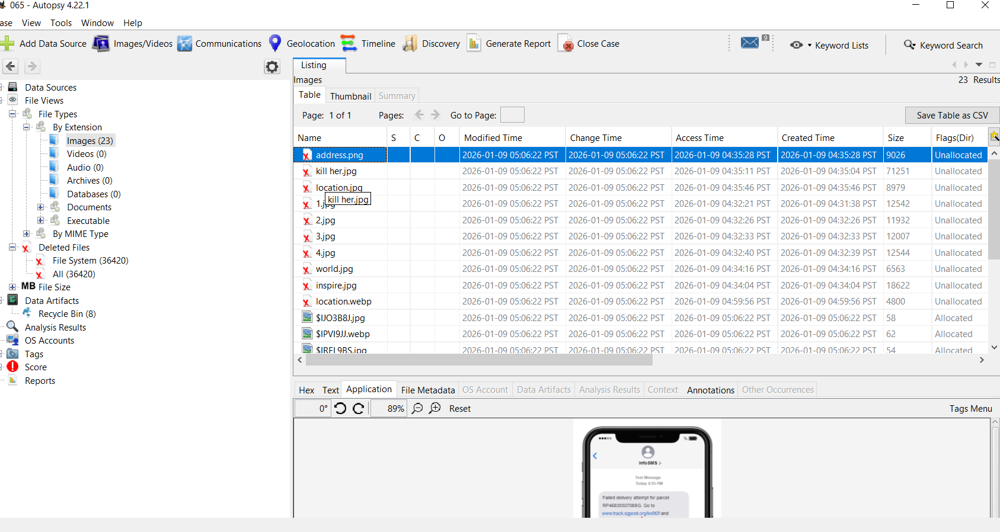 065 - Autopsy 4.22.1
ase View Tools Window Help
Add Data Source Images/Videos Communications Geolocation Timeline Discovery Generate Report Close Case 9 Keyword Lists Keyword Search
Listing
Images 23 Results
Table Thumbnail Summary
Page: 1 of 1 Pages: Go to Page: Save Table as CSV
Name S C O Modified Time Change Time Access Time Created Time Size Flags(Dir)
address.png 2026-01-09 05:06:22 PST 2026-01-09 05:06:22 PST 2026-01-09 04:35:28 PST 2026-01-09 04:35:28 PST 9026 Unallocated
kill her.jpg 2026-01-09 05:06:22 PST 2026-01-09 05:06:22 PST 2026-01-09 04:35:11 PST 2026-01-09 04:35:04 PST 71251 Unallocated
location.jpg 2026-01-09 05:06:22 PST 2026-01-09 05:06:22 PST 2026-01-09 04:35:46 PST 2026-01-09 04:35:46 PST 8979 Unallocated
kill her.jpg
1.jpg 2026-01-09 05:06:22 PST 2026-01-09 05:06:22 PST 2026-01-09 04:32:21 PST 2026-01-09 04:31:38 PST 12542 Unallocated
2.jpg 2026-01-09 05:06:22 PST 2026-01-09 05:06:22 PST 2026-01-09 04:32:26 PST 2026-01-09 04:32:26 PST 11932 Unallocated
3.jpg 2026-01-09 05:06:22 PST 2026-01-09 05:06:22 PST 2026-01-09 04:32:33 PST 2026-01-09 04:32:33 PST 12007 Unallocated
4.jpg 2026-01-09 05:06:22 PST 2026-01-09 05:06:22 PST 2026-01-09 04:32:40 PST 2026-01-09 04:32:39 PST 12544 Unallocated
world.jpg 2026-01-09 05:06:22 PST 2026-01-09 05:06:22 PST 2026-01-09 04:34:16 PST 2026-01-09 04:34:16 PST 6563 Unallocated
inspire.jpg 2026-01-09 05:06:22 PST 2026-01-09 05:06:22 PST 2026-01-09 04:34:04 PST 2026-01-09 04:34:04 PST 18622 Unallocated
location.webp 2026-01-09 05:06:22 PST 2026-01-09 05:06:22 PST 2026-01-09 04:59:56 PST 2026-01-09 04:59:56 PST 4800 Unallocated
$IJO3B8J.jpg 2026-01-09 05:06:22 PST 2026-01-09 05:06:22 PST 2026-01-09 05:06:22 PST 2026-01-09 05:06:22 PST 58 Allocated
$IPVI9JJ.webp 2026-01-09 05:06:22 PST 2026-01-09 05:06:22 PST 2026-01-09 05:06:22 PST 2026-01-09 05:06:22 PST 62 Allocated
2026-01-09 05:06:22 PST 2026-01-09 05:06:22 PST 2026-01-09 05:06:22 PST 2026-01-09 05:06:22 PST 54 Allocated
Data Sources
File Views
File Types
By Extension
Images (23)
Videos (0)
Audio (0)
Archives (0)
Databases (0)
Documents
Executable
By MIME Type
Deleted Files
File System (36420)
All (36420)
MB File Size
Data Artifacts
Recycle Bin (8)
Analysis Results
OS Accounts
Tags
Score
Reports
Hex Text Application File Metadata OS Account Data Artifacts Analysis Results Context Annotations Other Occurrences
0° 89% Reset Tags Menu
InfoSMS >
Text Message
Today 4:55 PM
Failed delivery attempt for parcel
RP4683550708SG. Go to
www.track.sgpost.org/kx9t2f and